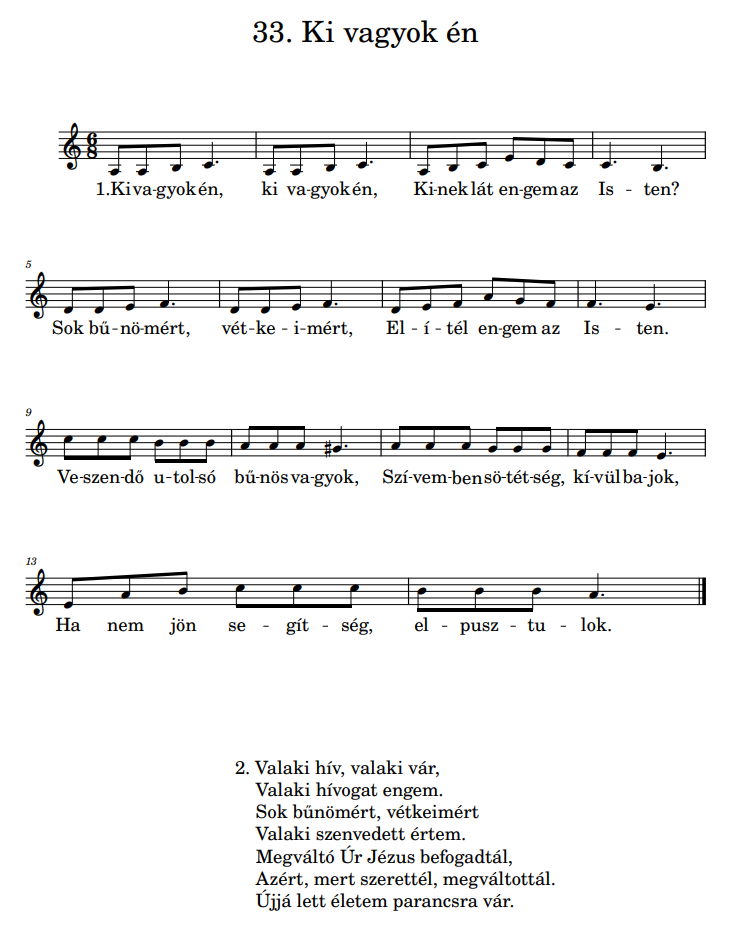 33. Ki vagyok én
6
8
1.Ki va-gyok én, ki va-gyok én, Ki-nek lát en-gem az Is - ten?
5
Sok bű-nö-mért, vét-ke-i-mért, El-í-tél en-gem az Is - ten.
9
Ve-szen-dő u-tol-só bű-nös va-gyok, Szí-vem-ben sö-tét-ség, kí-vül ba-jok,
13
Ha nem jön se - gít - ség, el - pusz - tu - lok.
2. Valaki hív, valaki vár,
Valaki hívogat engem.
Sok bűnömért, vétkeimért
Valaki szenvedett értem.
Megváltó Úr Jézus befogadtál,
Azért, mert szerettél, megváltottál.
Újjá lett életem parancsra vár.